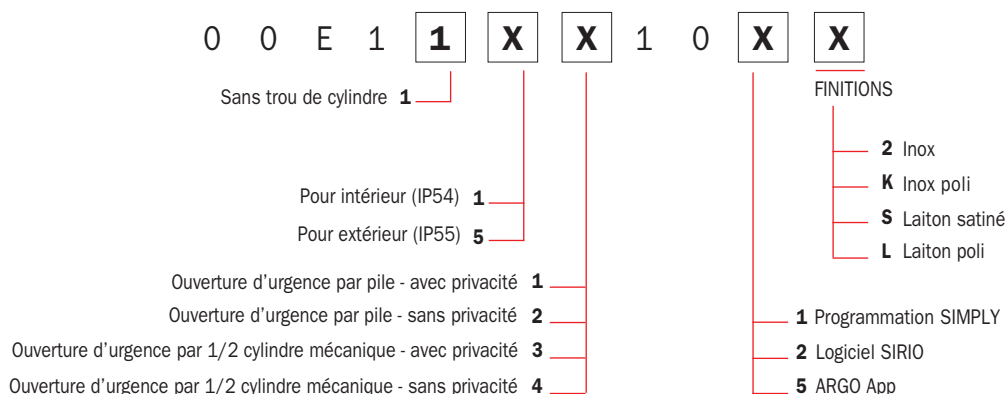 0 0 E 1 1 X X 1 0 X X
Sans trou de cylindre 1
FINITIONS
2 Inox
K Inox poli
S Laiton satiné
L Laiton poli
Pour intérieur (IP54) 1
Pour extérieur (IP55) 5
Ouverture d'urgence par pile - avec privacité 1
Ouverture d'urgence par pile - sans privacité 2
Ouverture d'urgence par 1/2 cylindre mécanique - avec privacité 3
Ouverture d'urgence par 1/2 cylindre mécanique - sans privacité 4
1 Programmation SIMPLY
2 Logiciel SIRIO
5 ARGO App